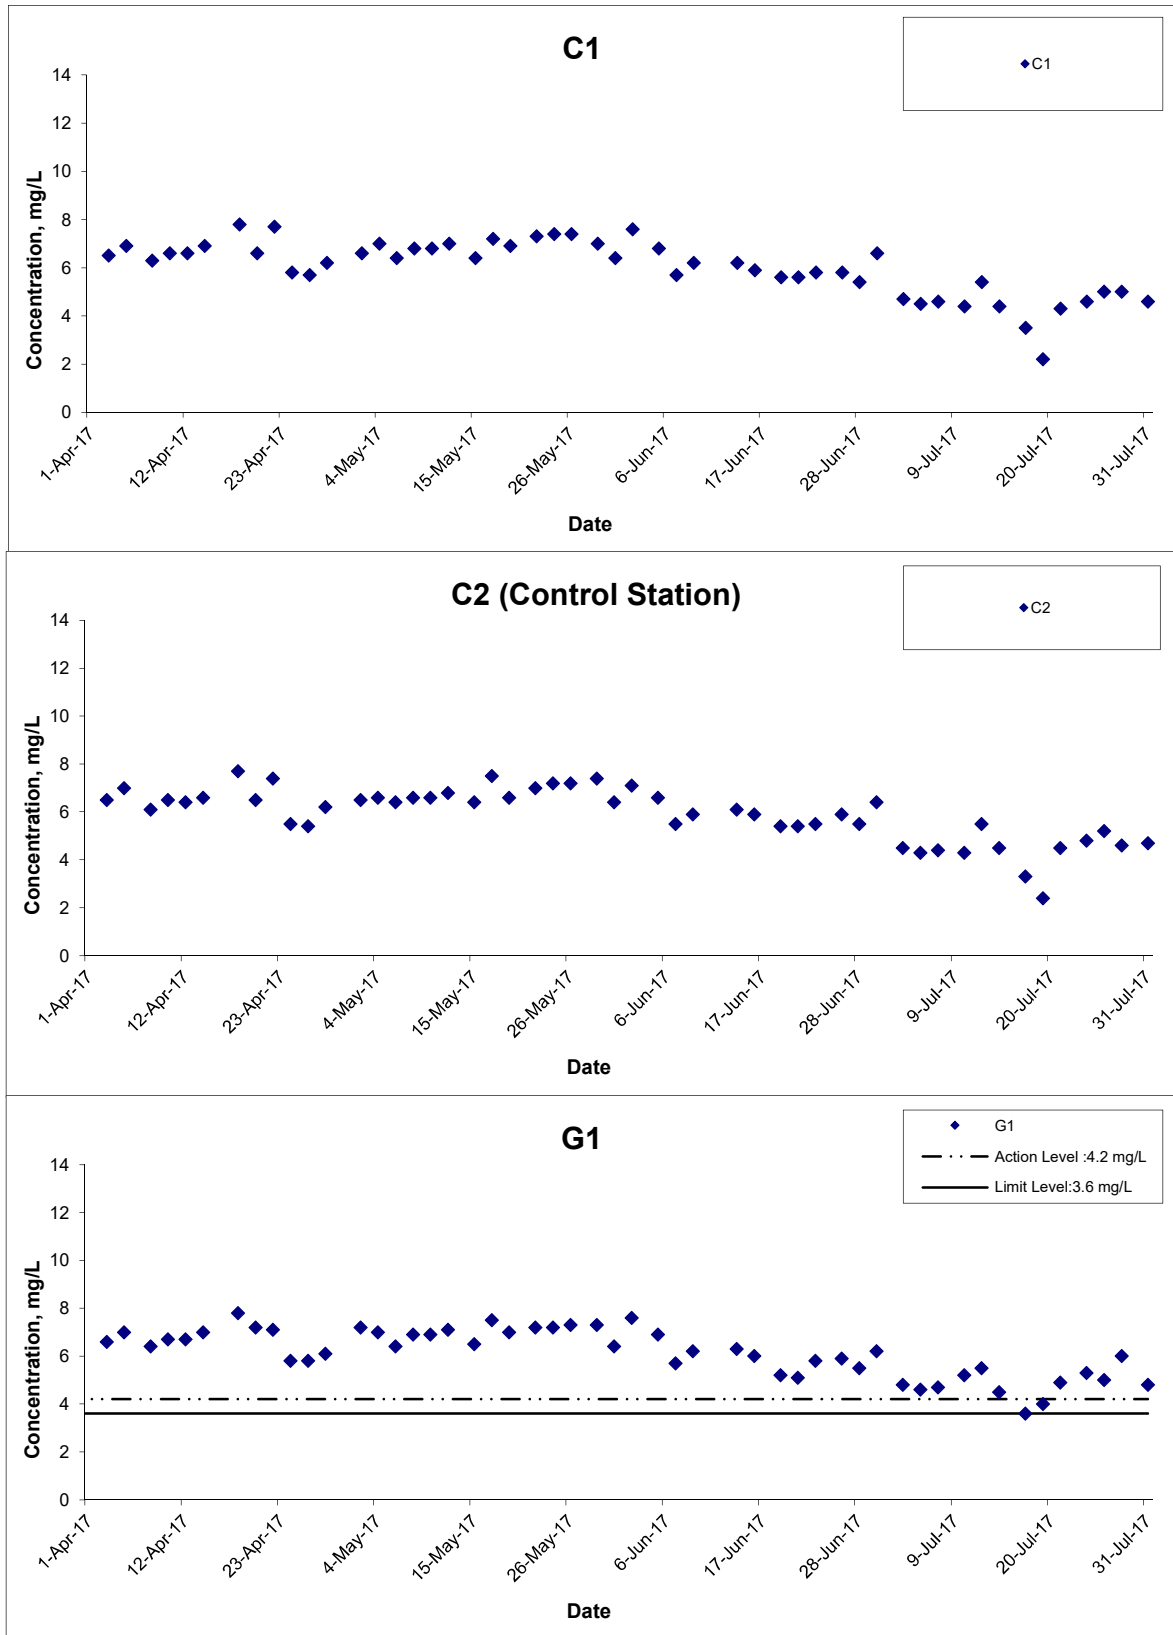 C1
C1
14
12
10
8
6
4
2
0
Concentration, mg/L
1-Apr-17
12-Apr-17
23-Apr-17
4-May-17
15-May-17
26-May-17
6-Jun-17
17-Jun-17
28-Jun-17
9-Jul-17
20-Jul-17
31-Jul-17
Date
C2 (Control Station)
C2
14
12
10
8
6
4
2
0
Concentration, mg/L
1-Apr-17
12-Apr-17
23-Apr-17
4-May-17
15-May-17
26-May-17
6-Jun-17
17-Jun-17
28-Jun-17
9-Jul-17
20-Jul-17
31-Jul-17
Date
G1
G1
Action Level :4.2 mg/L
Limit Level:3.6 mg/L
14
12
10
8
6
4
2
0
Concentration, mg/L
1-Apr-17
12-Apr-17
23-Apr-17
4-May-17
15-May-17
26-May-17
6-Jun-17
17-Jun-17
28-Jun-17
9-Jul-17
20-Jul-17
31-Jul-17
Date